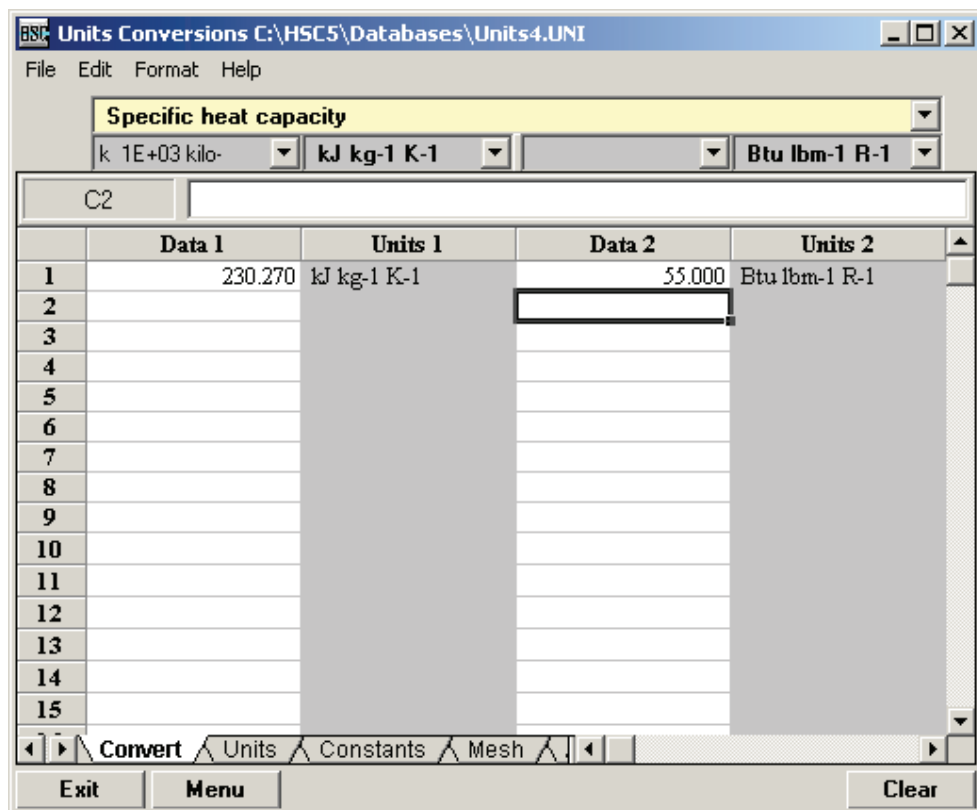 HSC Units Conversions C:\HSC5\Databases\Units4.UNI
File Edit Format Help
Specific heat capacity
k 1E+03 kilo- kJ kg-1 K-1 Btu lbm-1 R-1
C2
Data 1 Units 1 Data 2 Units 2
1 230.270 kJ kg-1 K-1 55.000 Btu lbm-1 R-1
2
3
4
5
6
7
8
9
10
11
12
13
14
15
Convert Units Constants Mesh
Exit Menu Clear